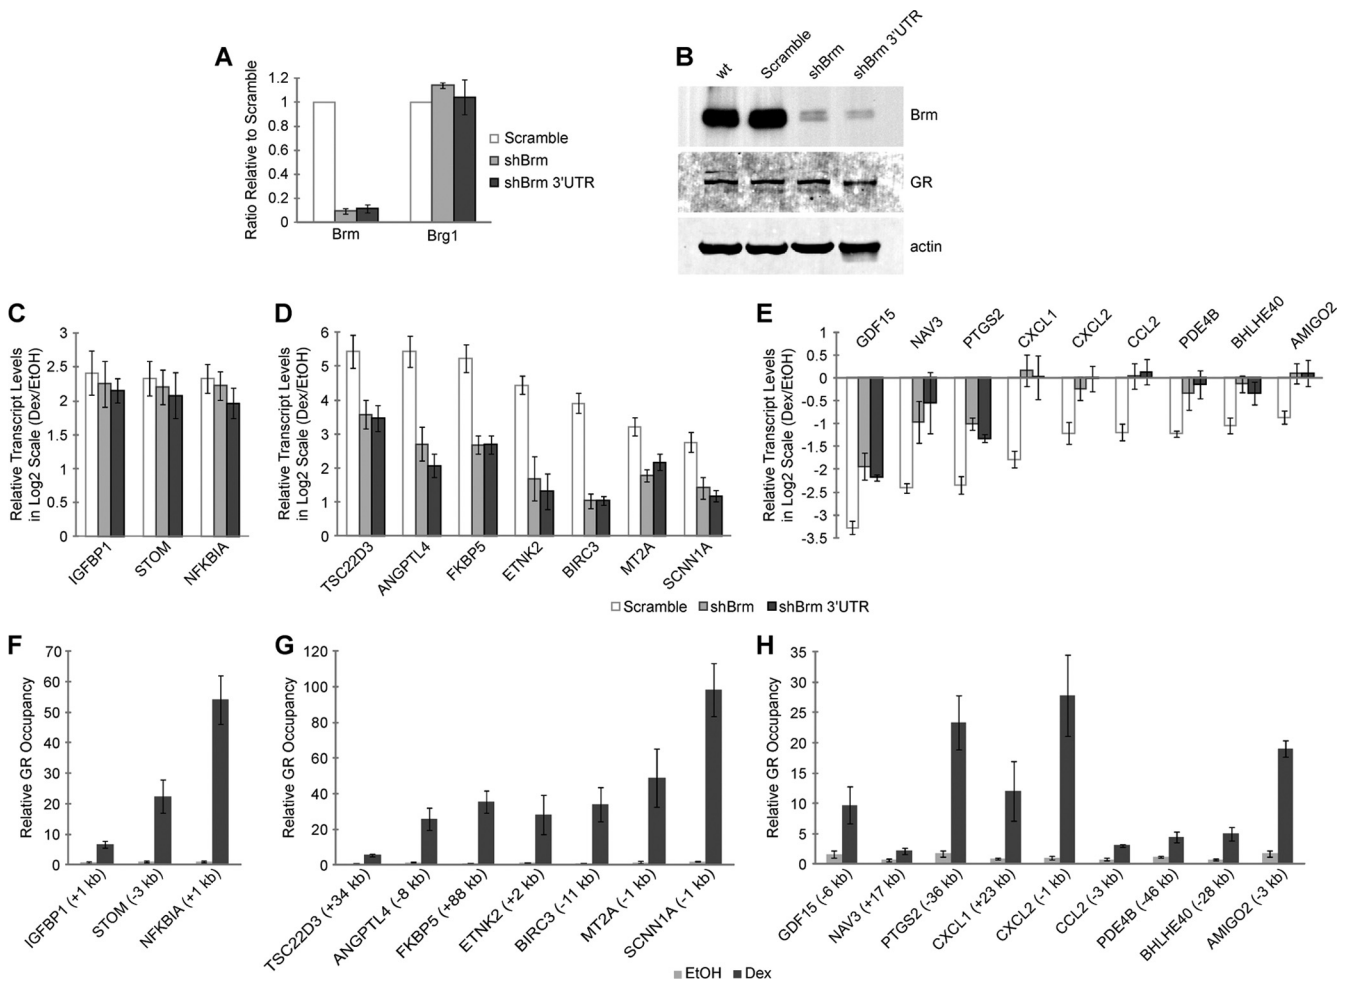 A
Ratio Relative to Scramble
1.2
1
0.8
0.6
0.4
0.2
0
Brm
Brg1
Scramble
shBrm
shBrm 3'UTR
B
wt
Scramble
shBrm
shBrm 3'UTR
Brm
GR
actin
C
Relative Transcript Levels
in Log2 Scale (Dex/EtOH)
3
2.5
2
1.5
1
0.5
0
IGFBP1
STOM
NFKBIA
D
Relative Transcript Levels
in Log2 Scale (Dex/EtOH)
6
5
4
3
2
1
0
TSC22D3
ANGPTL4
FKBP5
ETNK2
BIRC3
MT2A
SCNN1A
E
Relative Transcript Levels
in Log2 Scale (Dex/EtOH)
GDF15
NAV3
PTGS2
CXCL1
CXCL2
CCL2
PDE4B
BHLHE40
AMIGO2
1
0.5
0
-0.5
-1
-1.5
-2
-2.5
-3
-3.5
Scramble
shBrm
shBrm 3'UTR
F
Relative GR Occupancy
70
60
50
40
30
20
10
0
IGFBP1 (+1 kb)
STOM (-3 kb)
NFKBIA (+1 kb)
G
Relative GR Occupancy
120
100
80
60
40
20
0
TSC22D3 (+34 kb)
ANGPTL4 (-8 kb)
FKBP5 (+88 kb)
ETNK2 (+2 kb)
BIRC3 (-11 kb)
MT2A (-1 kb)
SCNN1A (-1 kb)
H
Relative GR Occupancy
35
30
25
20
15
10
5
0
GDF15 (-6 kb)
NAV3 (+17 kb)
PTGS2 (-36 kb)
CXCL1 (+23 kb)
CXCL2 (-1 kb)
CCL2 (-3 kb)
PDE4B (-46 kb)
BHLHE40 (-28 kb)
AMIGO2 (-3 kb)
EtOH
Dex